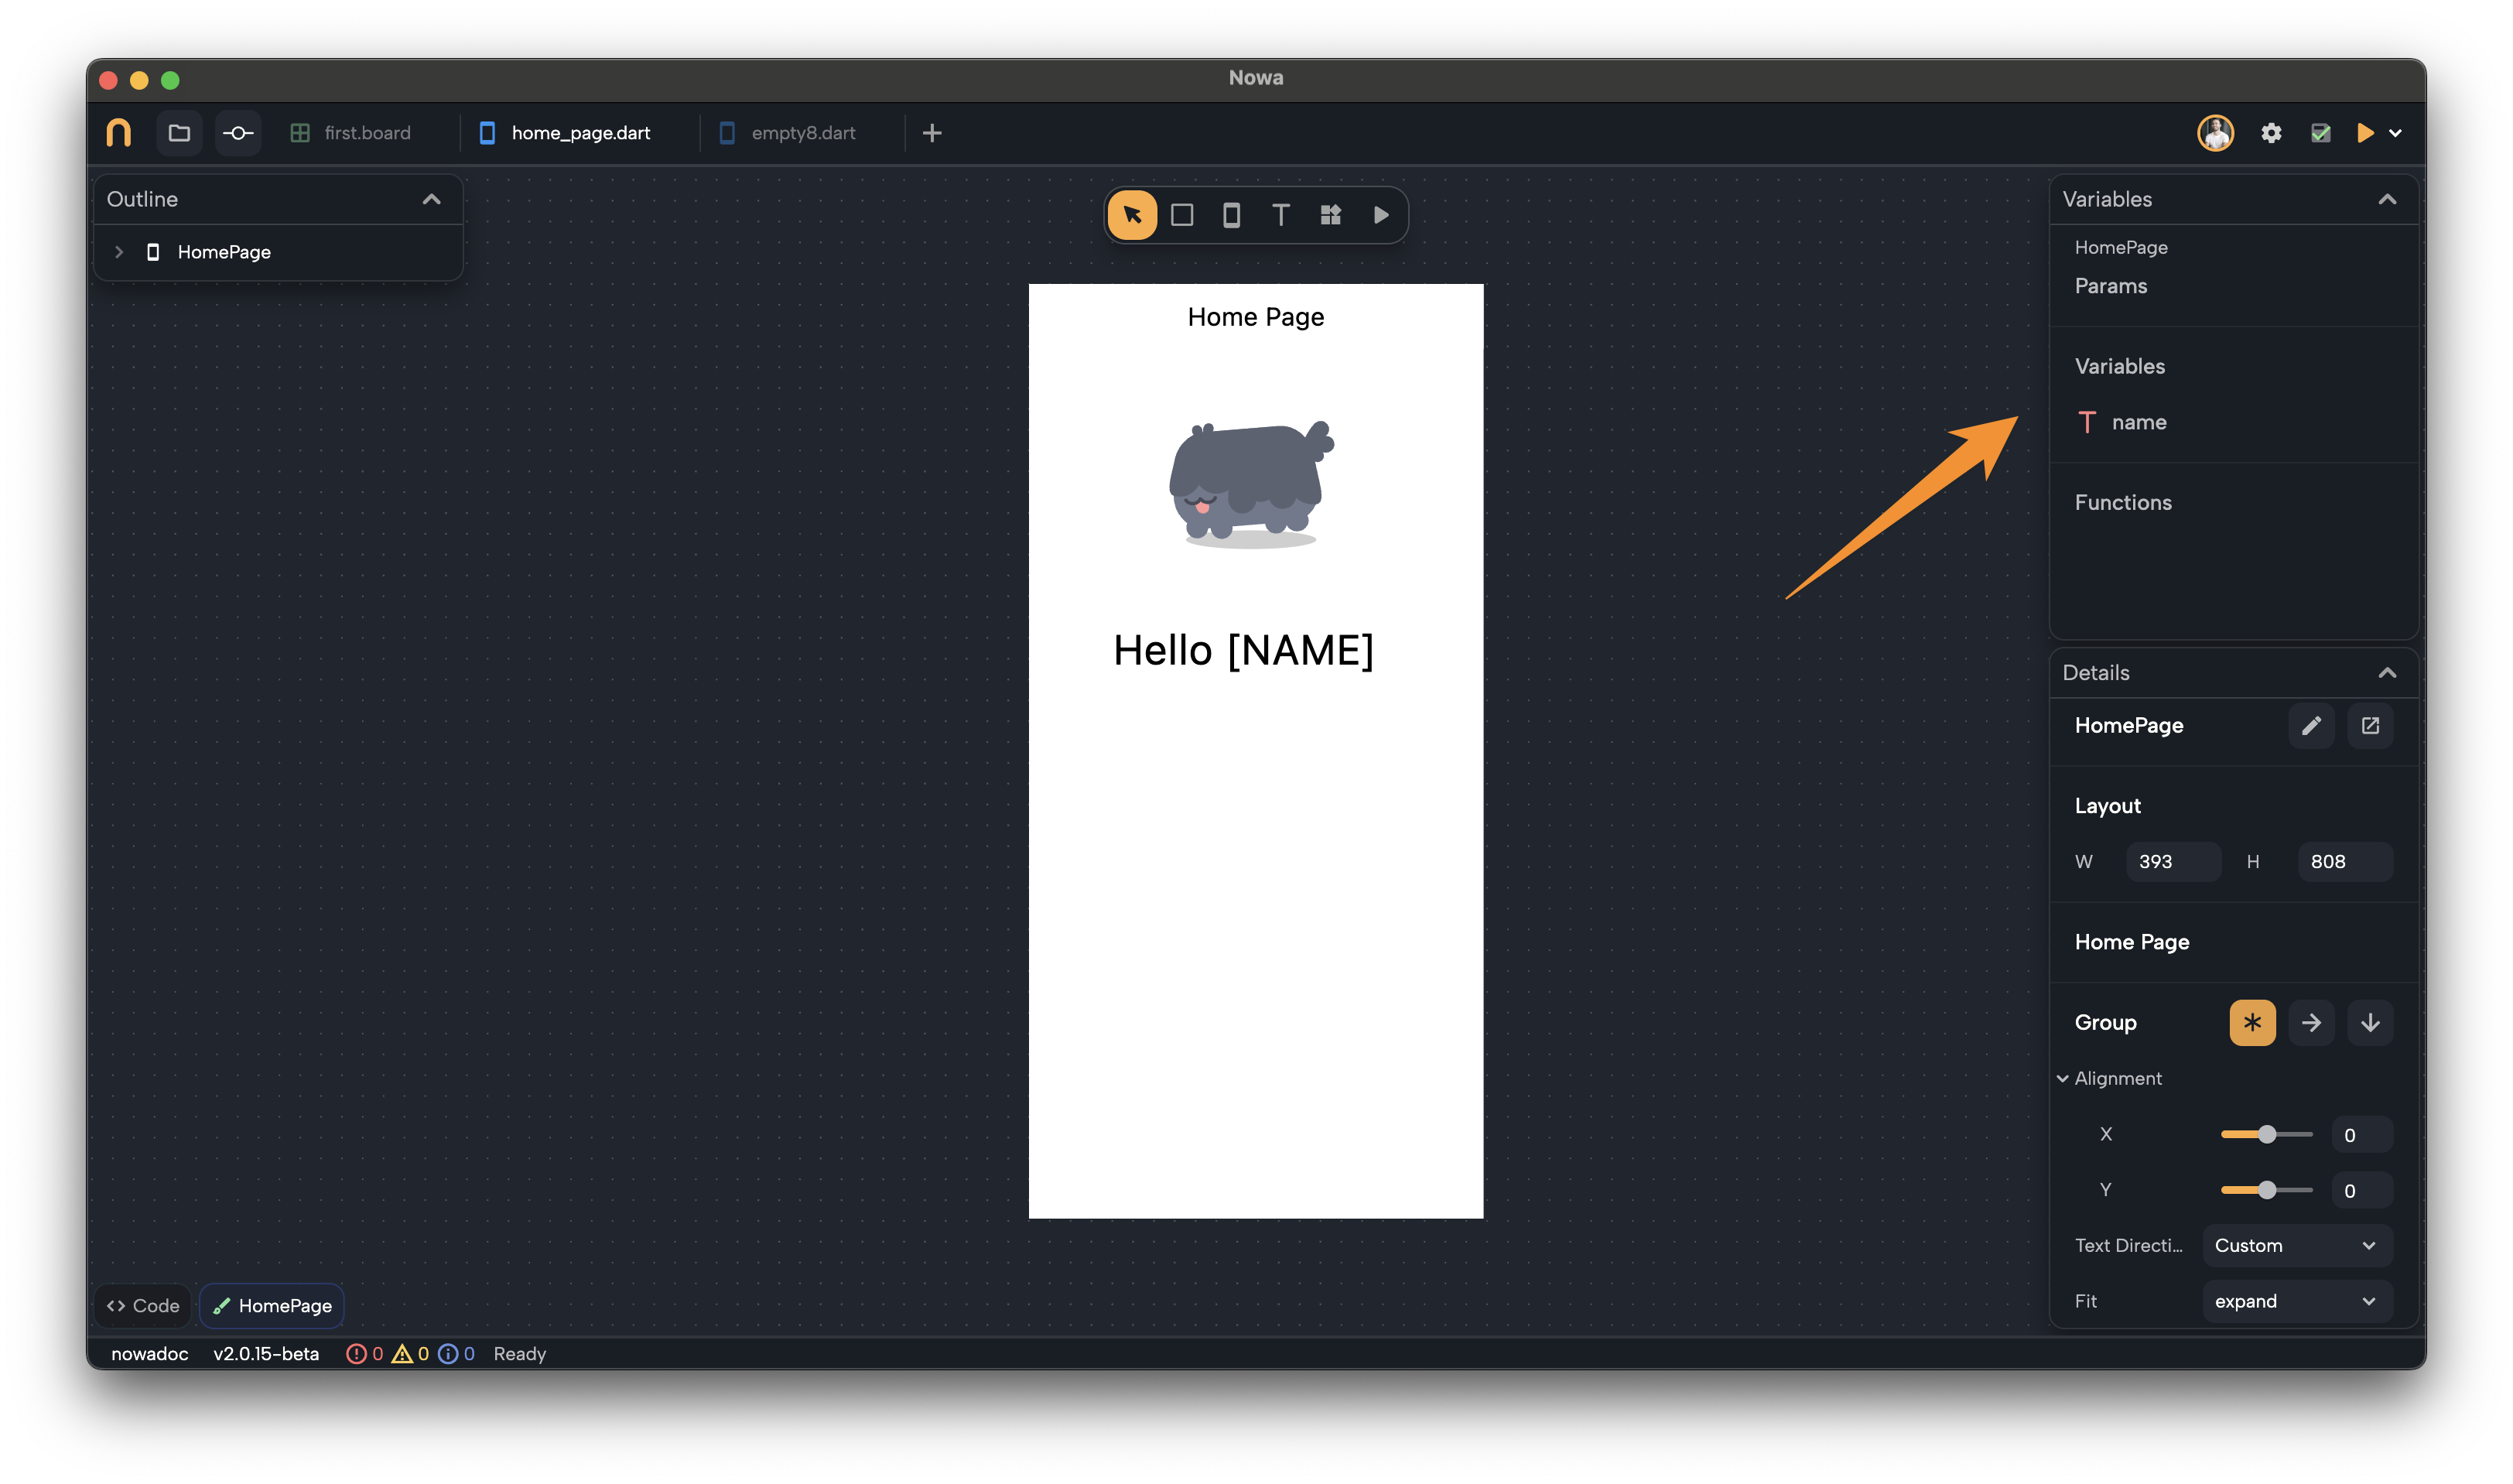 Nowa
first.board
home_page.dart
empty8.dart
Outline
HomePage
Home Page
Hello [NAME]
Variables
HomePage
Params
Variables
name
Functions
Details
HomePage
Layout
W 393 H 808
Home Page
Group
Alignment
X 0
Y 0
Text Directi... Custom
Fit expand
<> Code
HomePage
nowadoc v2.0.15-beta 0 0 0 Ready